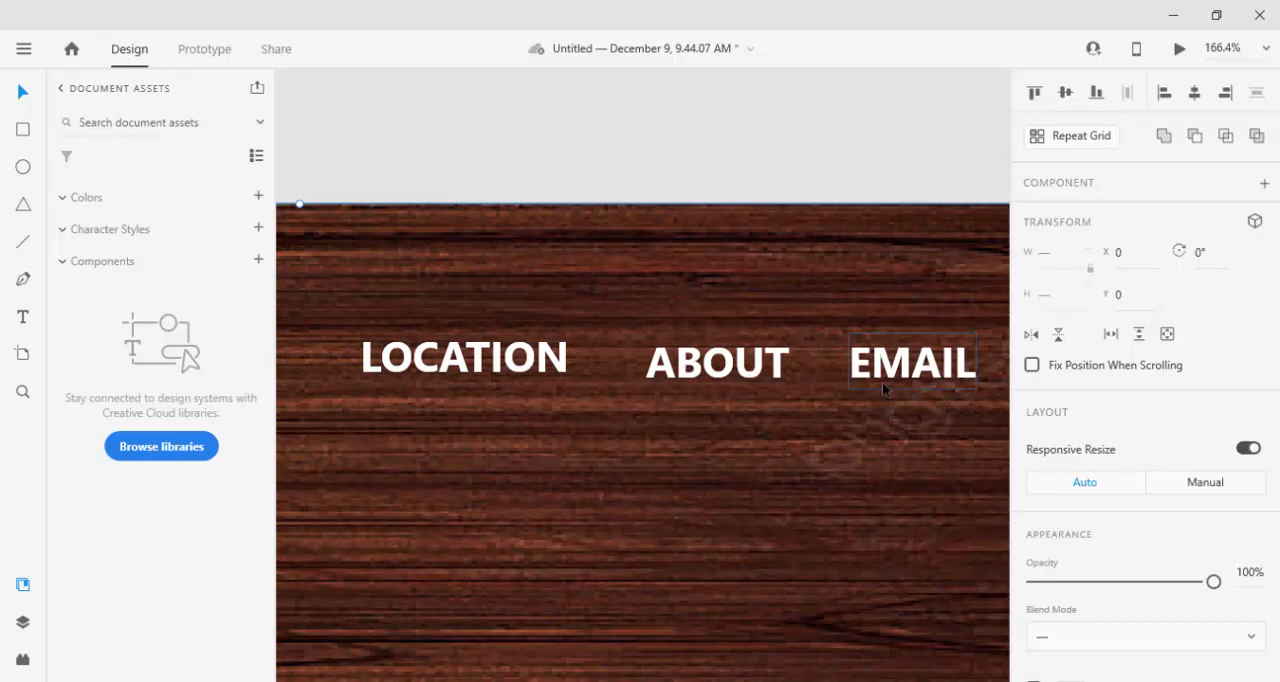 Design Prototype Share Untitled — December 9, 9.44.07 AM * 166.4%
DOCUMENT ASSETS
Search document assets
Repeat Grid
COMPONENT
Colors
TRANSFORM
Character Styles
W — X 0 0°
Components
H — Y 0
LOCATION ABOUT EMAIL
Fix Position When Scrolling
Stay connected to design systems with
Creative Cloud libraries.
Browse libraries
LAYOUT
Responsive Resize
Auto Manual
APPEARANCE
Opacity
100%
Blend Mode
—